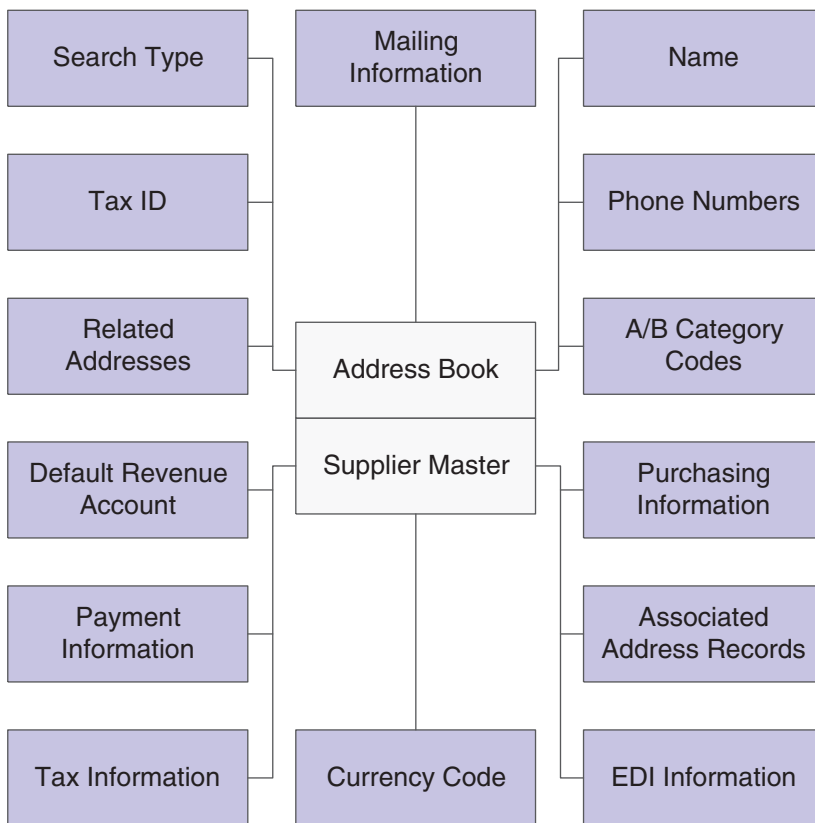 Search Type
Mailing
Information
Name
Tax ID
Phone Numbers
Related
Addresses
Address Book
A/B Category
Codes
Default Revenue
Account
Supplier Master
Purchasing
Information
Payment
Information
Associated
Address Records
Tax Information
Currency Code
EDI Information